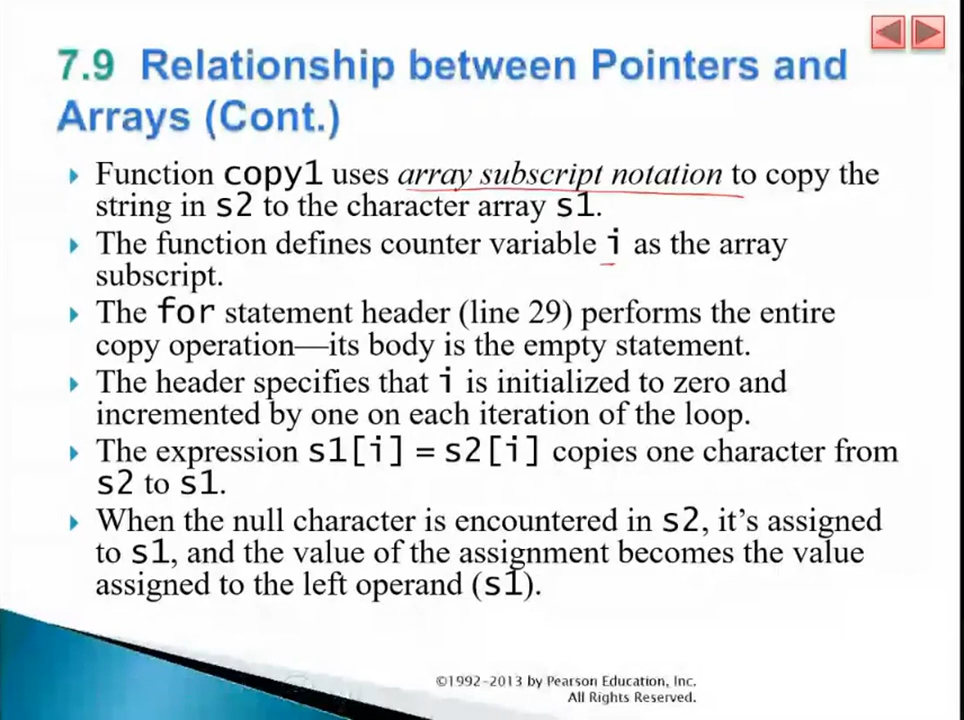 7.9 Relationship between Pointers and
Arrays (Cont.)
Function copy1 uses array subscript notation to copy the
string in s2 to the character array s1.
The function defines counter variable i as the array
subscript.
The for statement header (line 29) performs the entire
copy operation—its body is the empty statement.
The header specifies that i is initialized to zero and
incremented by one on each iteration of the loop.
The expression s1[i] = s2[i] copies one character from
s2 to s1.
When the null character is encountered in s2, it’s assigned
to s1, and the value of the assignment becomes the value
assigned to the left operand (s1).
©1992-2013 by Pearson Education, Inc.
All Rights Reserved.